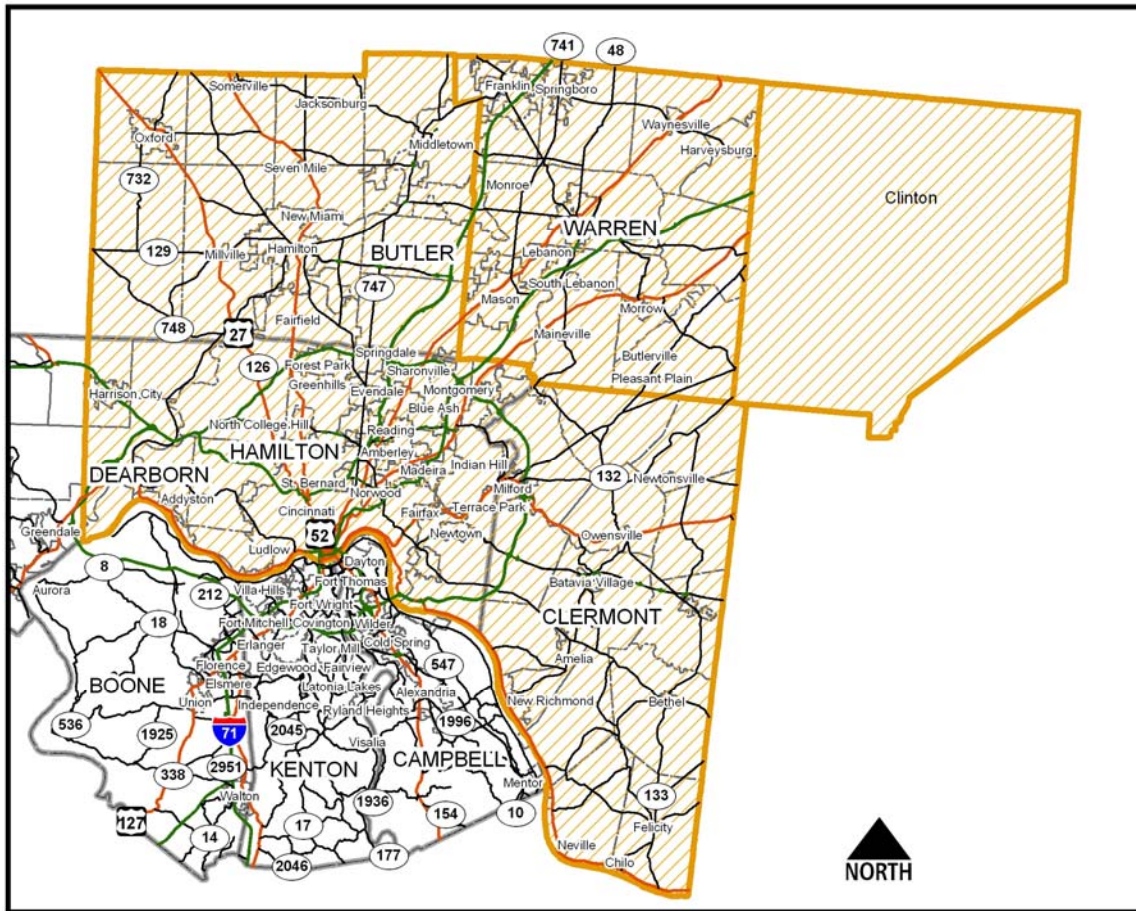 741
48
Somerville
Franklin
Springboro
Jacksonburg
Waynesville
Oxford
Middletown
Harveysburg
Seven Mile
732
Monroe
Clinton
New Miami
WARREN
129
Millville
Hamilton
BUTLER
Lebanon
South Lebanon
747
Mason
Morrow
748
27
Fairfield
Maineville
126
Springdale
Butlerville
Forest Park
Sharonville
Pleasant Plain
Harrison City
Greenhills
Evendale
Montgomery
Blue Ash
North College Hill
Reading
HAMILTON
Amberley
Indian Hill
DEARBORN
Madeira
132
Newtonsville
Addyston
St. Bernard
Norwood
Milford
Cincinnati
Fairfax
Terrace Park
Greendale
52
Newtown
Owensville
Ludlow
8
Dayton
Aurora
212
Villa Hills
Fort Thomas
Batavia Village
Fort Wright
18
Fort Mitchell
Covington
Wilder
CLERMONT
Erlanger
Taylor Mill
Cold Spring
Florence
Edgewood
Fairview
547
Amelia
BOONE
Elsmere
Latonia Lakes
Alexandria
Union
Independence
Ryland Heights
New Richmond
Bethel
536
1925
71
2045
Visalia
1996
338
2951
KENTON
CAMPBELL
Mentor
Walton
1936
133
127
17
154
10
14
Felicity
2046
177
Neville
Chilo
NORTH